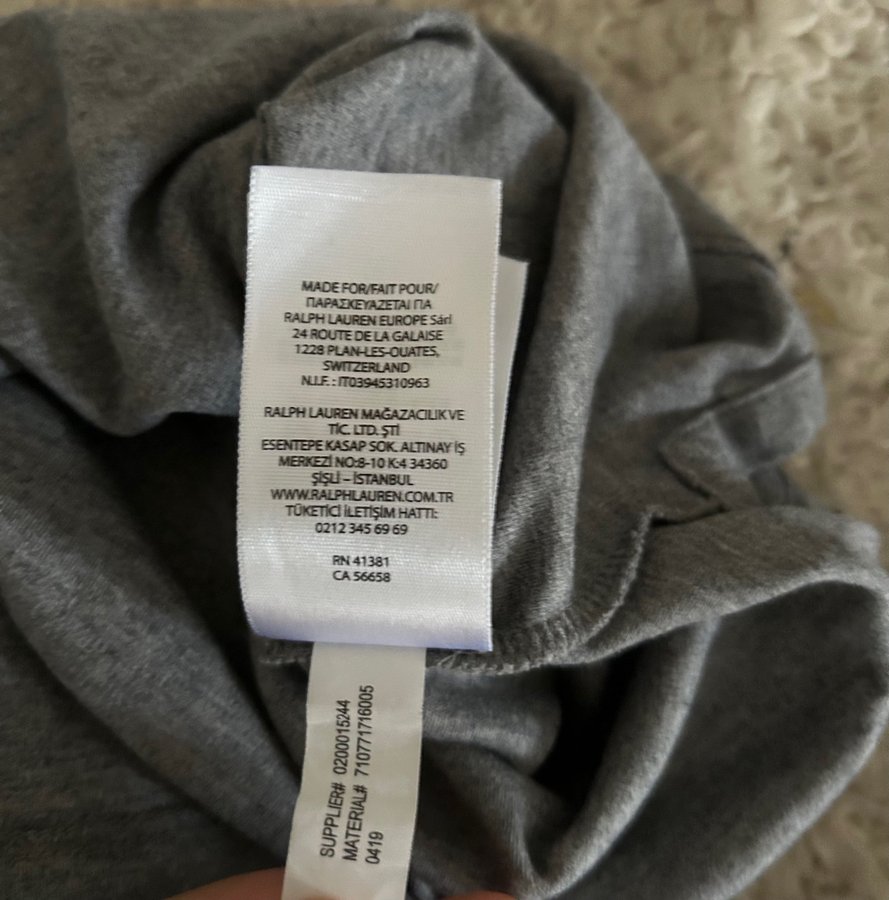 MADE FOR/FAIT POUR/
ΠΑΡΑΣΚΕΥΑΖΕΤΑΙ ΓΙΑ
RALPH LAUREN EUROPE Sàrl
24 ROUTE DE LA GALAISE
1228 PLAN-LES-OUATES,
SWITZERLAND
N.I.F. : IT03945310963
RALPH LAUREN MAĞAZACILIK VE
TİC. LTD. ŞTİ
ESENTEPE KASAP SOK. ALTINAY İŞ
MERKEZİ NO:8-10 K:4 34360
ŞİŞLİ – İSTANBUL
WWW.RALPHLAUREN.COM.TR
TÜKETİCİ İLETİŞİM HATTI:
0212 345 69 69
RN 41381
CA 56658
SUPPLIER# 0200015244
MATERIAL# 710771716005
0419